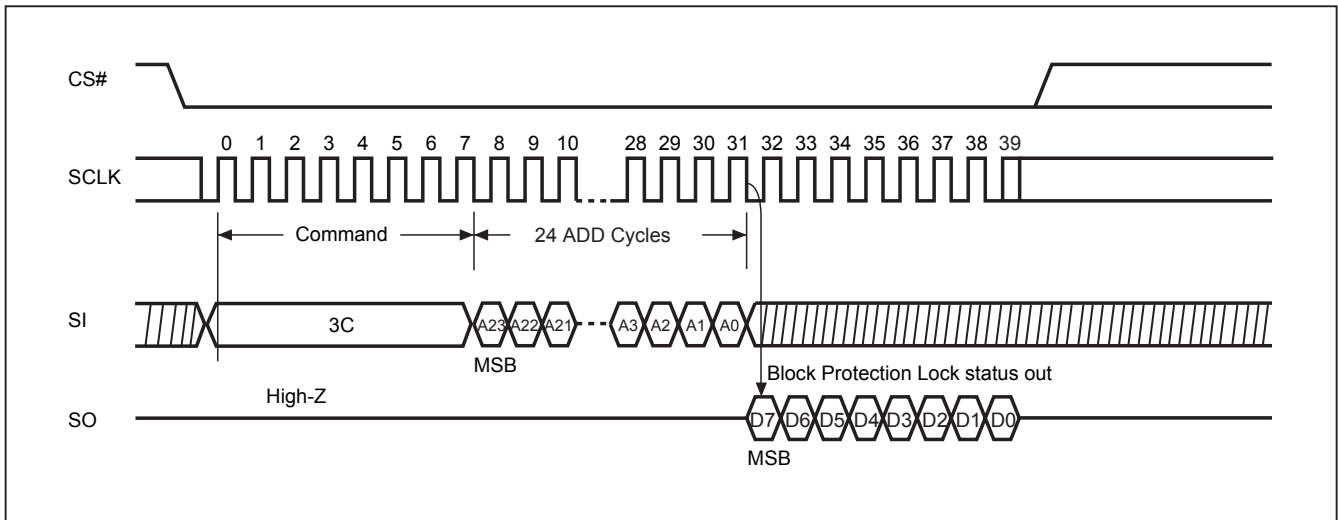 CS#
0 1 2 3 4 5 6 7 8 9 10 28 29 30 31 32 33 34 35 36 37 38 39
SCLK
Command 24 ADD Cycles
SI 3C A23 A22 A21 A3 A2 A1 A0
MSB
Block Protection Lock status out
High-Z
SO D7 D6 D5 D4 D3 D2 D1 D0
MSB